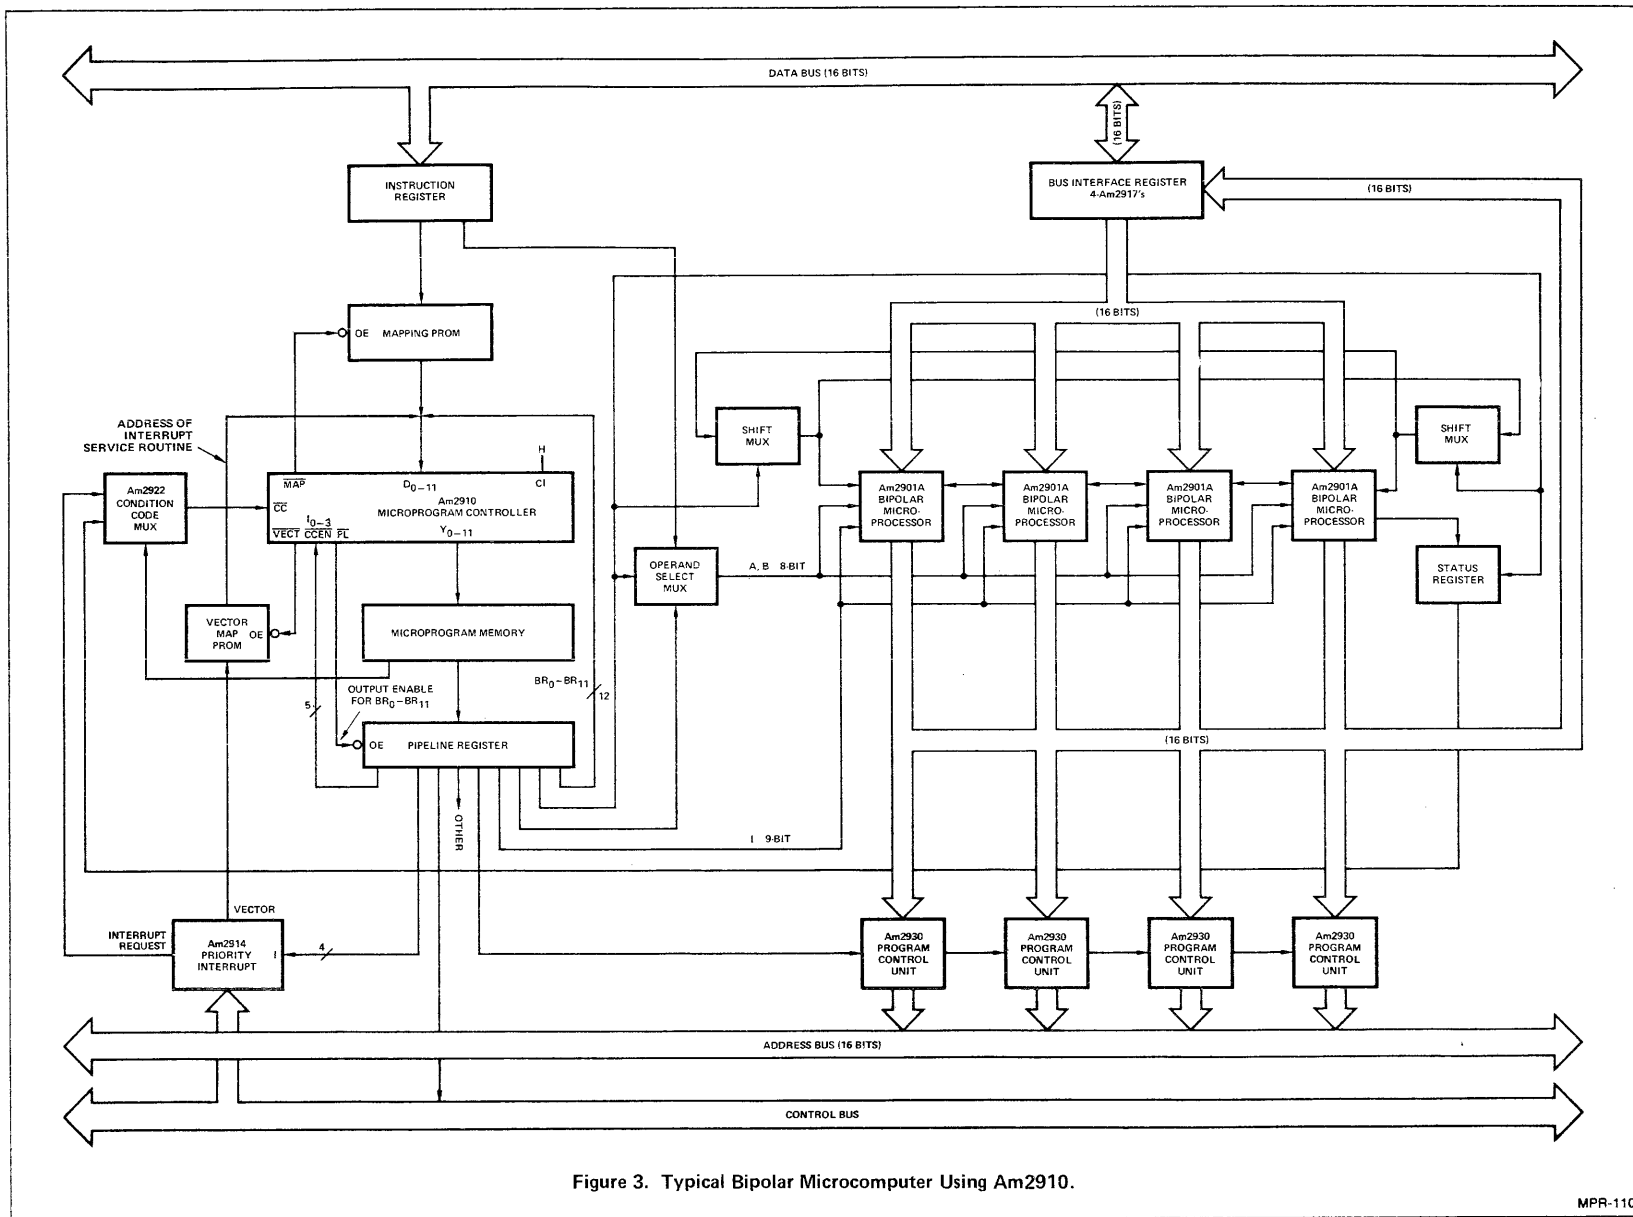 DATA BUS (16 BITS)
(16 BITS)
INSTRUCTION
REGISTER
BUS INTERFACE REGISTER
4-Am2917's
(16 BITS)
OE MAPPING PROM
(16 BITS)
ADDRESS OF
INTERRUPT
SERVICE ROUTINE
SHIFT
MUX
SHIFT
MUX
H
Am2922
CONDITION
CODE
MUX
MAP D0-11 CI
Am2910
MICROPROGRAM CONTROLLER
CC
I0-3
VECT CCEN PL Y0-11
Am2901A
BIPOLAR
MICRO-
PROCESSOR
Am2901A
BIPOLAR
MICRO-
PROCESSOR
Am2901A
BIPOLAR
MICRO-
PROCESSOR
Am2901A
BIPOLAR
MICRO-
PROCESSOR
OPERAND
SELECT
MUX
A, B 8-BIT
STATUS
REGISTER
VECTOR
MAP
PROM
OE
MICROPROGRAM MEMORY
OUTPUT ENABLE
FOR BR0-BR11
BR0-BR11
12
5
OE PIPELINE REGISTER
(16 BITS)
OTHER
I 9-BIT
VECTOR
INTERRUPT
REQUEST
Am2914
PRIORITY
INTERRUPT
I
4
Am2930
PROGRAM
CONTROL
UNIT
Am2930
PROGRAM
CONTROL
UNIT
Am2930
PROGRAM
CONTROL
UNIT
Am2930
PROGRAM
CONTROL
UNIT
ADDRESS BUS (16 BITS)
CONTROL BUS
Figure 3. Typical Bipolar Microcomputer Using Am2910.
MPR-110